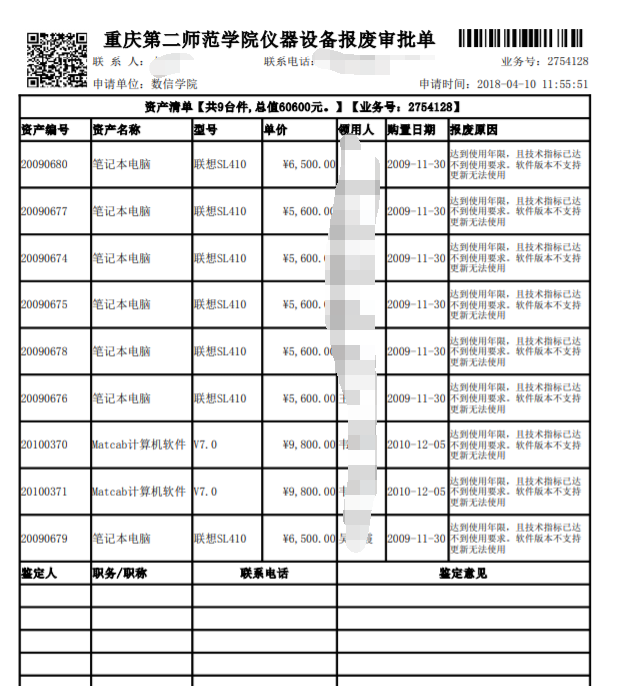 重庆第二师范学院仪器设备报废审批单
联 系 人： 联系电话： 业务号：2754128
申请单位：数信学院 申请时间：2018-04-10 11:55:51
资产清单【共9台件,总值60600元。】【业务号：2754128】
资产编号 资产名称 型号 单价 领用人 购置日期 报废原因
20090680 笔记本电脑 联想SL410 ¥6,500.00 2009-11-30 达到使用年限，且技术指标已达
不到使用要求。软件版本不支持
更新无法使用
20090677 笔记本电脑 联想SL410 ¥5,600.00 2009-11-30 达到使用年限，且技术指标已达
不到使用要求。软件版本不支持
更新无法使用
20090674 笔记本电脑 联想SL410 ¥5,600. 2009-11-30 达到使用年限，且技术指标已达
不到使用要求。软件版本不支持
更新无法使用
20090675 笔记本电脑 联想SL410 ¥5,600. 2009-11-30 达到使用年限，且技术指标已达
不到使用要求。软件版本不支持
更新无法使用
20090678 笔记本电脑 联想SL410 ¥5,600.00 2009-11-30 达到使用年限，且技术指标已达
不到使用要求。软件版本不支持
更新无法使用
20090676 笔记本电脑 联想SL410 ¥5,600.00 王 2009-11-30 达到使用年限，且技术指标已达
不到使用要求。软件版本不支持
更新无法使用
20100370 Matcab计算机软件 V7.0 ¥9,800.00 韦 2010-12-05 达到使用年限，且技术指标已达
不到使用要求。软件版本不支持
更新无法使用
20100371 Matcab计算机软件 V7.0 ¥9,800.00 韦 2010-12-05 达到使用年限，且技术指标已达
不到使用要求。软件版本不支持
更新无法使用
20090679 笔记本电脑 联想SL410 ¥6,500.00 吴 霞 2009-11-30 达到使用年限，且技术指标已达
不到使用要求。软件版本不支持
更新无法使用
鉴定人 职务/职称 联系电话 鉴定意见